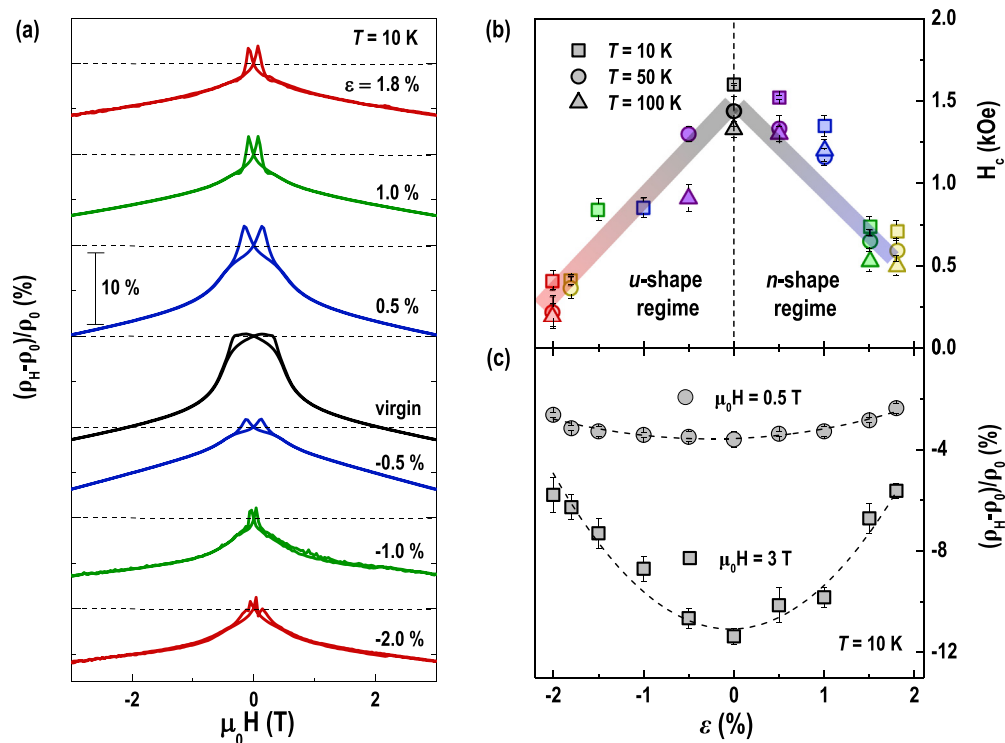 (a)
T = 10 K
ε = 1.8 %
1.0 %
10 %
0.5 %
virgin
-0.5 %
-1.0 %
-2.0 %
(ρH-ρ0)/ρ0 (%)
-2
0
2
μ0H (T)
(b)
T = 10 K
T = 50 K
T = 100 K
u-shape
regime
n-shape
regime
2.0
1.5
1.0
0.5
0.0
Hc (kOe)
(c)
μ0H = 0.5 T
μ0H = 3 T
T = 10 K
-4
-8
-12
(ρH-ρ0)/ρ0 (%)
-2
-1
0
1
2
ε (%)